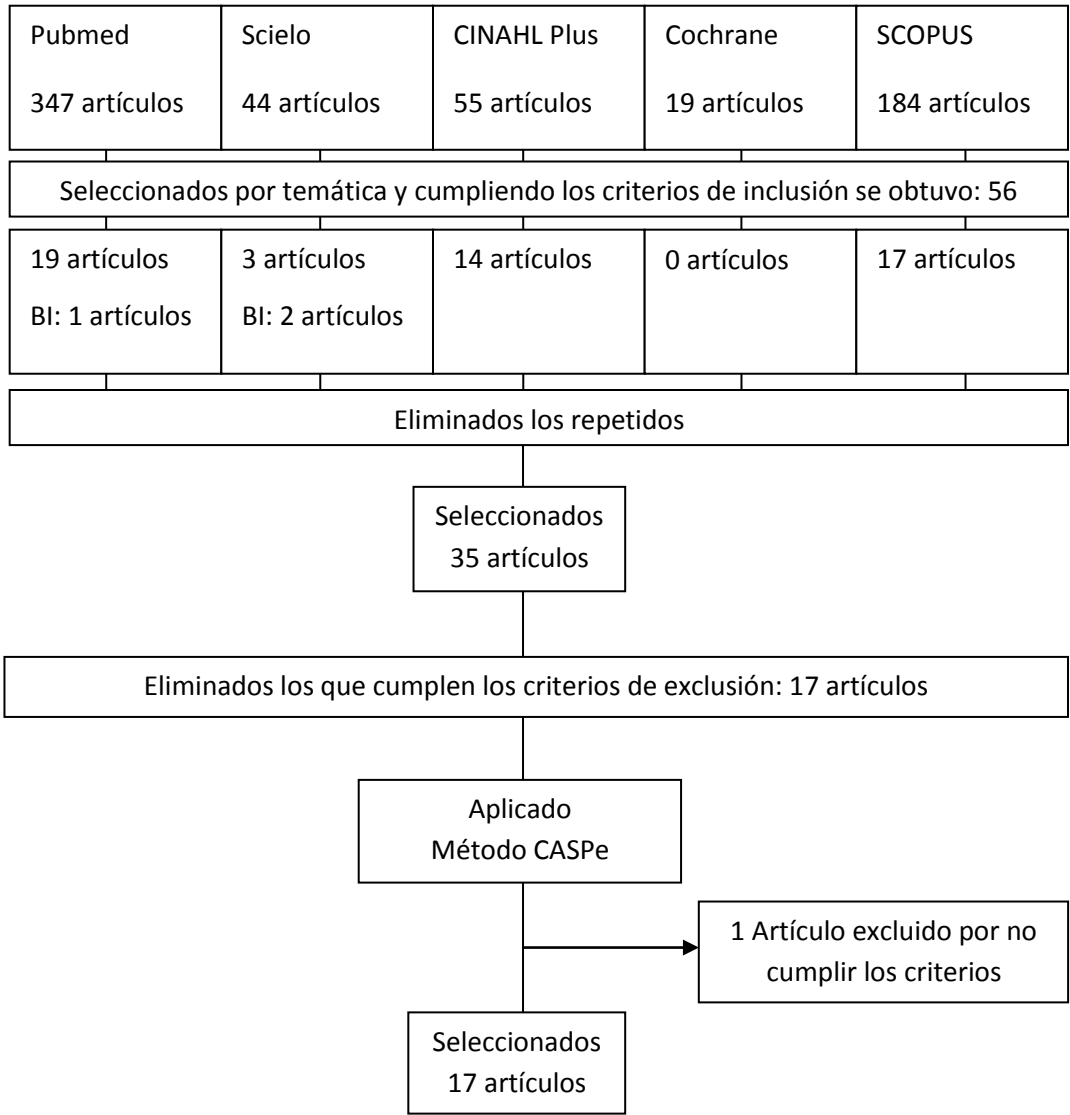 Pubmed
347 artículos
Scielo
44 artículos
CINAHL Plus
55 artículos
Cochrane
19 artículos
SCOPUS
184 artículos
Seleccionados por temática y cumpliendo los criterios de inclusión se obtuvo: 56
19 artículos
BI: 1 artículos
3 artículos
BI: 2 artículos
14 artículos
0 artículos
17 artículos
Eliminados los repetidos
Seleccionados
35 artículos
Eliminados los que cumplen los criterios de exclusión: 17 artículos
Aplicado
Método CASPe
1 Artículo excluido por no
cumplir los criterios
Seleccionados
17 artículos